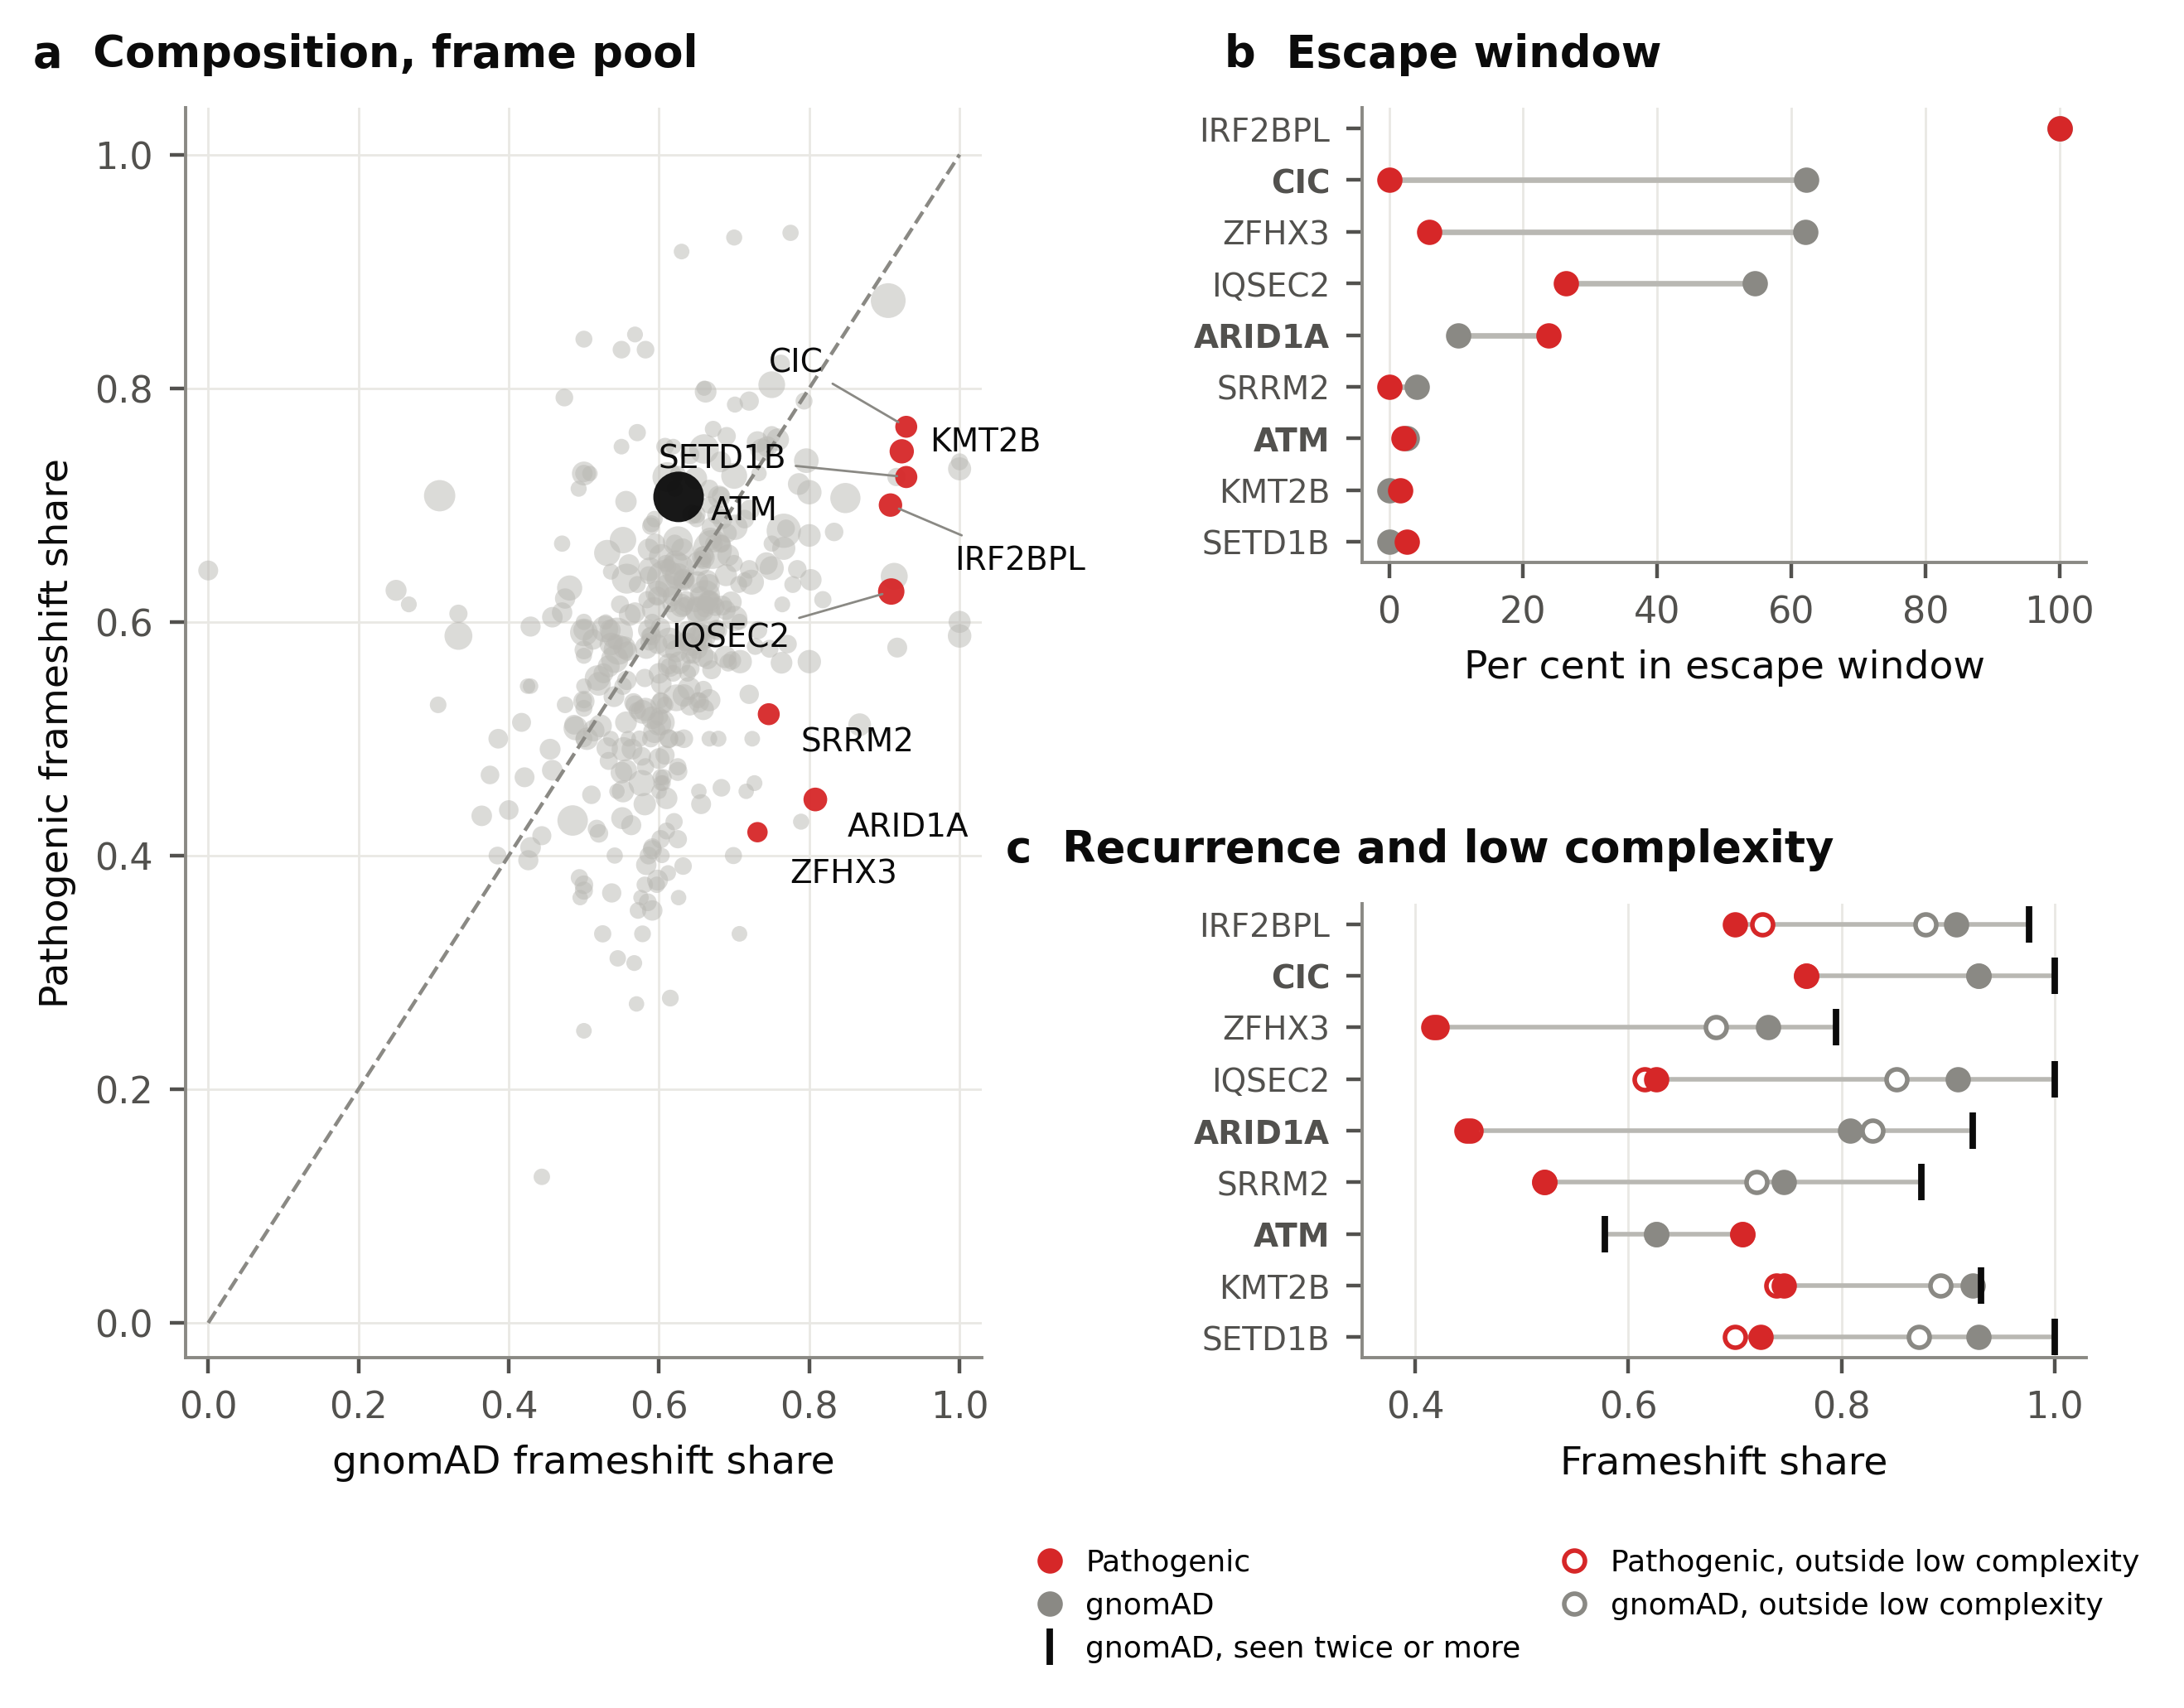 a Composition, frame pool
1.0
0.8
0.6
0.4
0.2
0.0
0.0 0.2 0.4 0.6 0.8 1.0
Pathogenic frameshift share
gnomAD frameshift share
CIC
KMT2B
SETD1B
ATM
IRF2BPL
IQSEC2
SRRM2
ARID1A
ZFHX3
b Escape window
IRF2BPL
CIC
ZFHX3
IQSEC2
ARID1A
SRRM2
ATM
KMT2B
SETD1B
0 20 40 60 80 100
Per cent in escape window
c Recurrence and low complexity
IRF2BPL
CIC
ZFHX3
IQSEC2
ARID1A
SRRM2
ATM
KMT2B
SETD1B
0.4 0.6 0.8 1.0
Frameshift share
Pathogenic
gnomAD
gnomAD, seen twice or more
Pathogenic, outside low complexity
gnomAD, outside low complexity